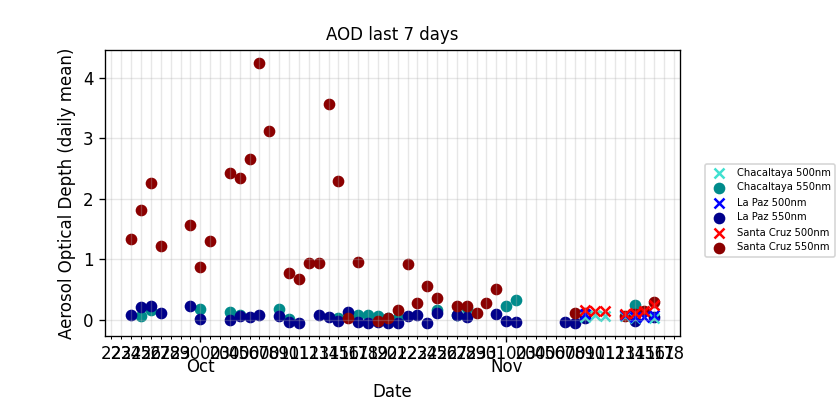 AOD last 7 days
Aerosol Optical Depth (daily mean)
4
3
2
1
0
Oct
Nov
Date
Chacaltaya 500nm
Chacaltaya 550nm
La Paz 500nm
La Paz 550nm
Santa Cruz 500nm
Santa Cruz 550nm